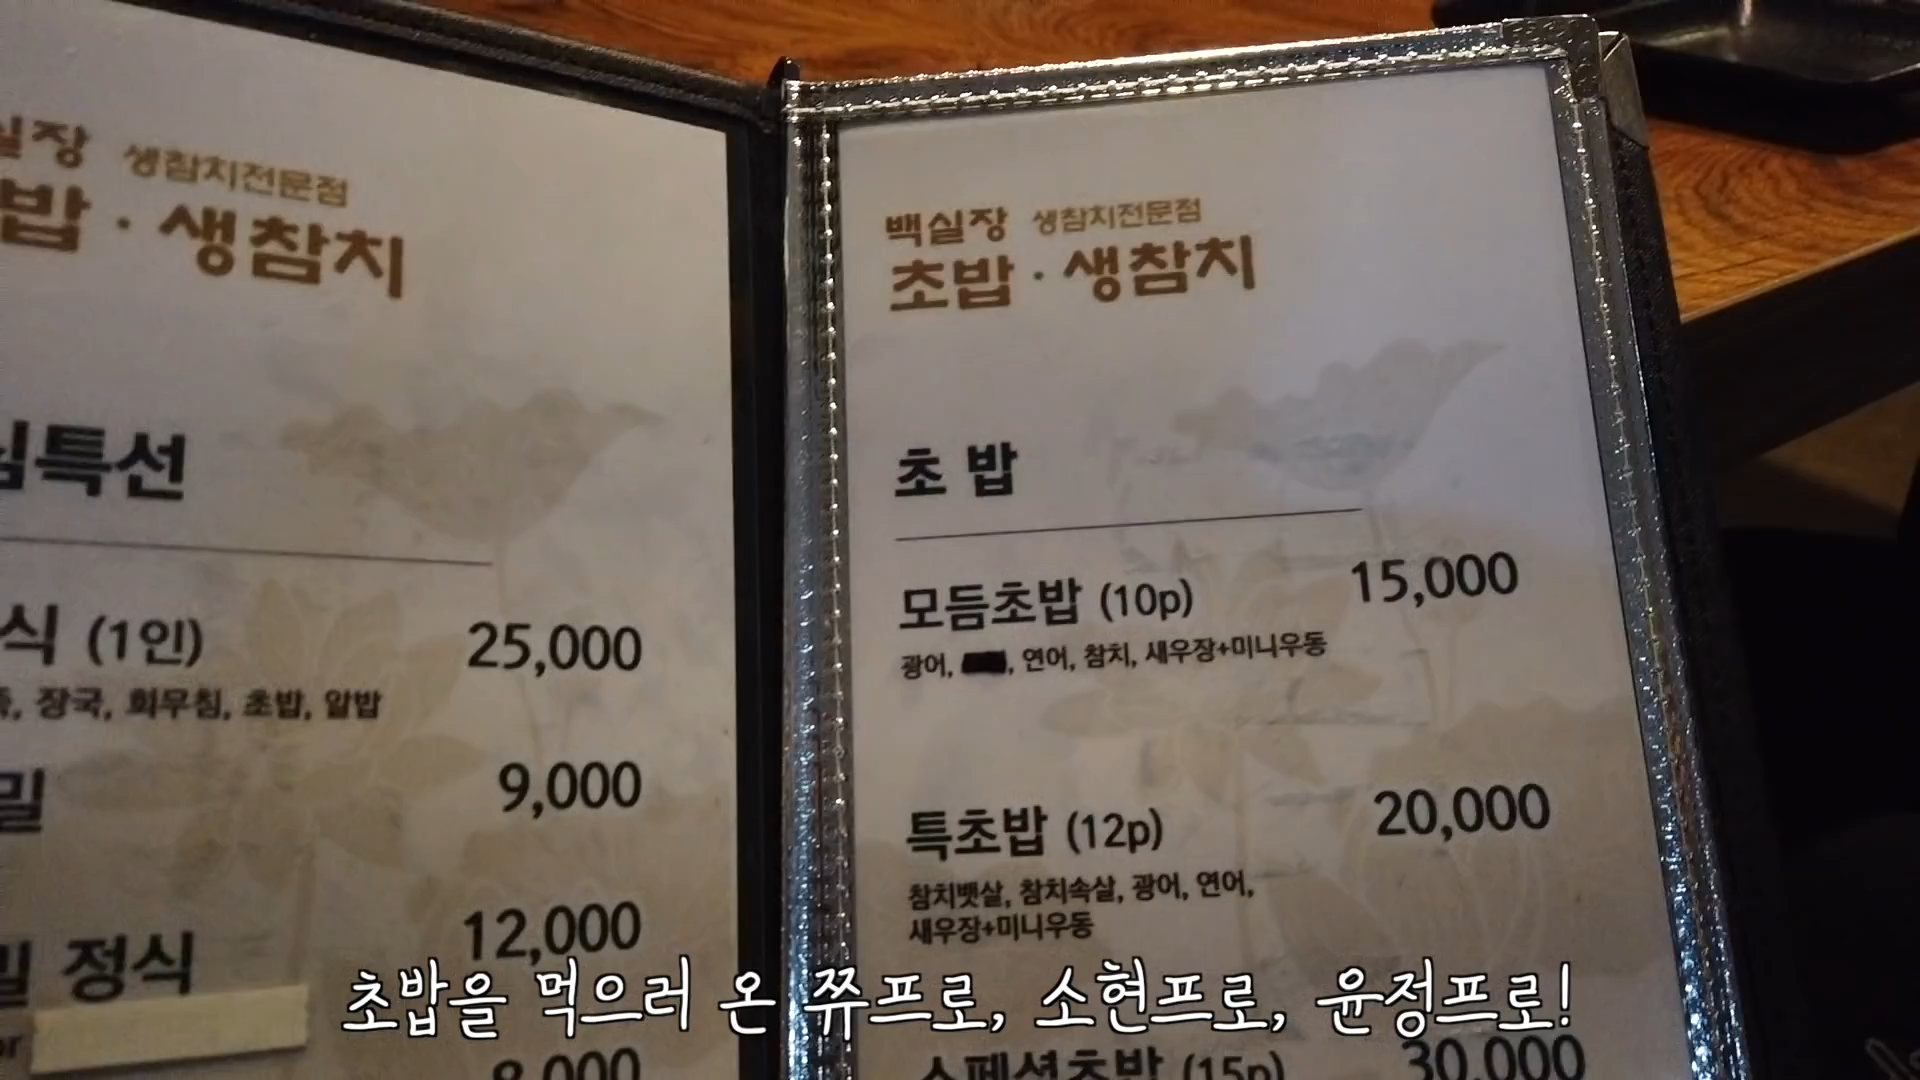 생참치전문점
생참치
(1인) 25,000
장국, 회무침, 초밥, 알밥
9,000
정식 12,000
백실장 생참치전문점
초밥 · 생참치
초 밥
모듬초밥 (10p) 15,000
광어, 연어, 참치, 새우장+미니우동
특초밥 (12p) 20,000
참치뱃살, 참치속살, 광어, 연어,
새우장+미니우동
스페셜초밥 (15p) 30,000
초밥을 먹으러 온 쮸프로, 소현프로, 윤정프로!